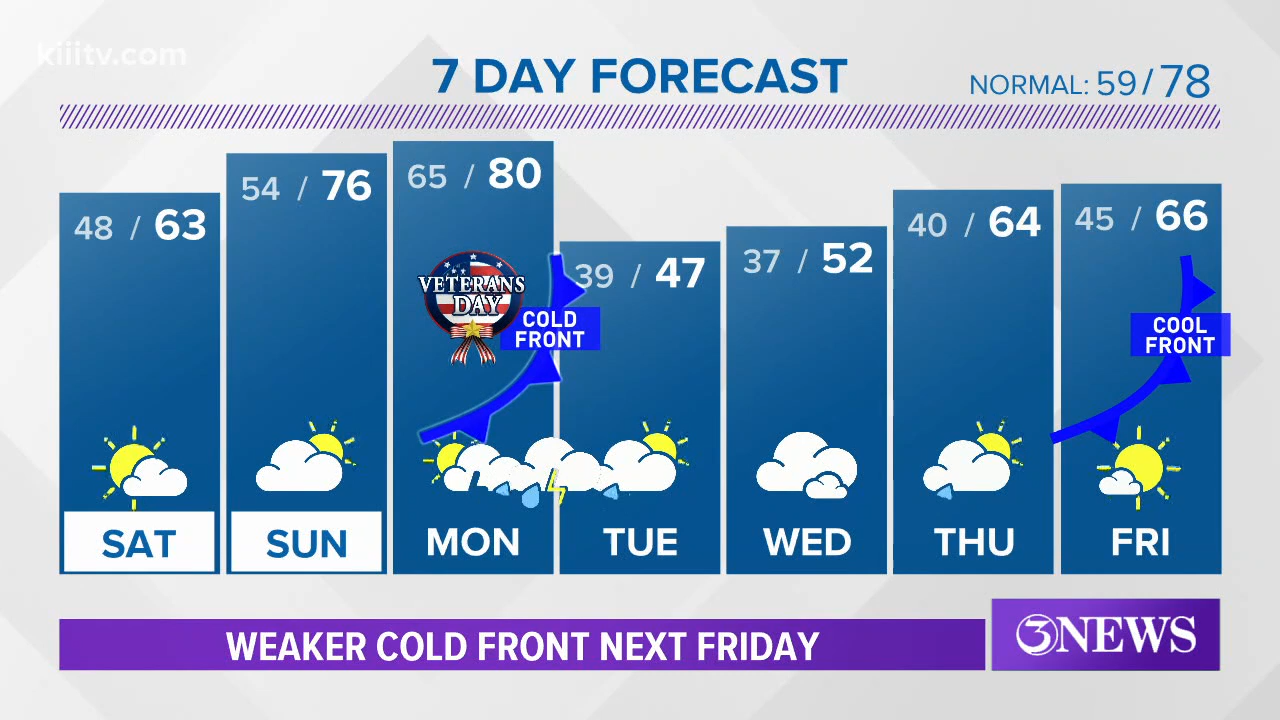 kiiitv.com
7 DAY FORECAST
NORMAL: 59/78
48 / 63
54 / 76
65 / 80
39 / 47
37 / 52
40 / 64
45 / 66
VETERANS
DAY
COLD
FRONT
COOL
FRONT
SAT
SUN
MON
TUE
WED
THU
FRI
WEAKER COLD FRONT NEXT FRIDAY
3NEWS